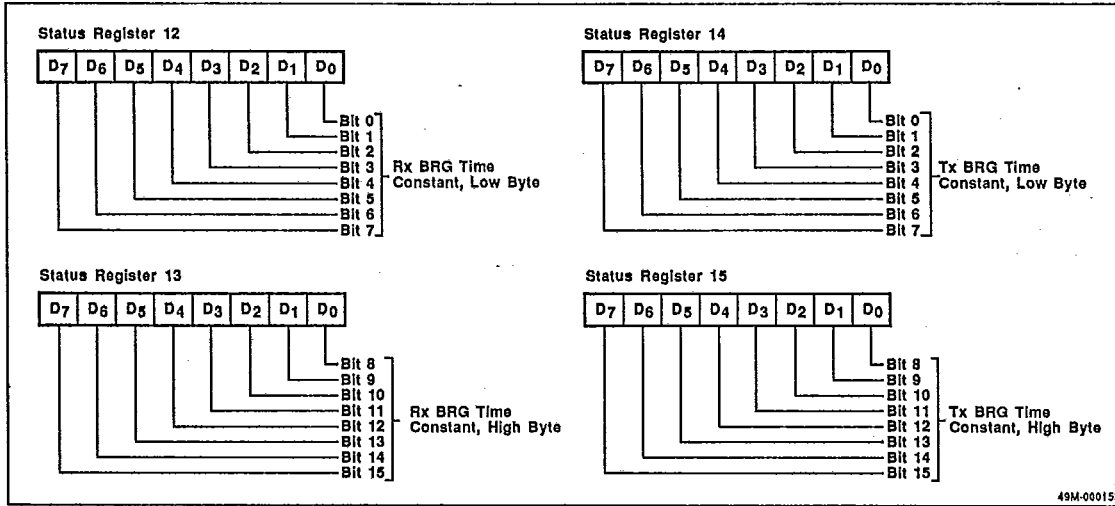 Status Register 12
D7 D6 D5 D4 D3 D2 D1 D0
Bit 0
Bit 1
Bit 2
Bit 3
Bit 4
Bit 5
Bit 6
Bit 7
Rx BRG Time
Constant, Low Byte
Status Register 14
D7 D6 D5 D4 D3 D2 D1 D0
Bit 0
Bit 1
Bit 2
Bit 3
Bit 4
Bit 5
Bit 6
Bit 7
Tx BRG Time
Constant, Low Byte
Status Register 13
D7 D6 D5 D4 D3 D2 D1 D0
Bit 8
Bit 9
Bit 10
Bit 11
Bit 12
Bit 13
Bit 14
Bit 15
Rx BRG Time
Constant, High Byte
Status Register 15
D7 D6 D5 D4 D3 D2 D1 D0
Bit 8
Bit 9
Bit 10
Bit 11
Bit 12
Bit 13
Bit 14
Bit 15
Tx BRG Time
Constant, High Byte
49M-00015